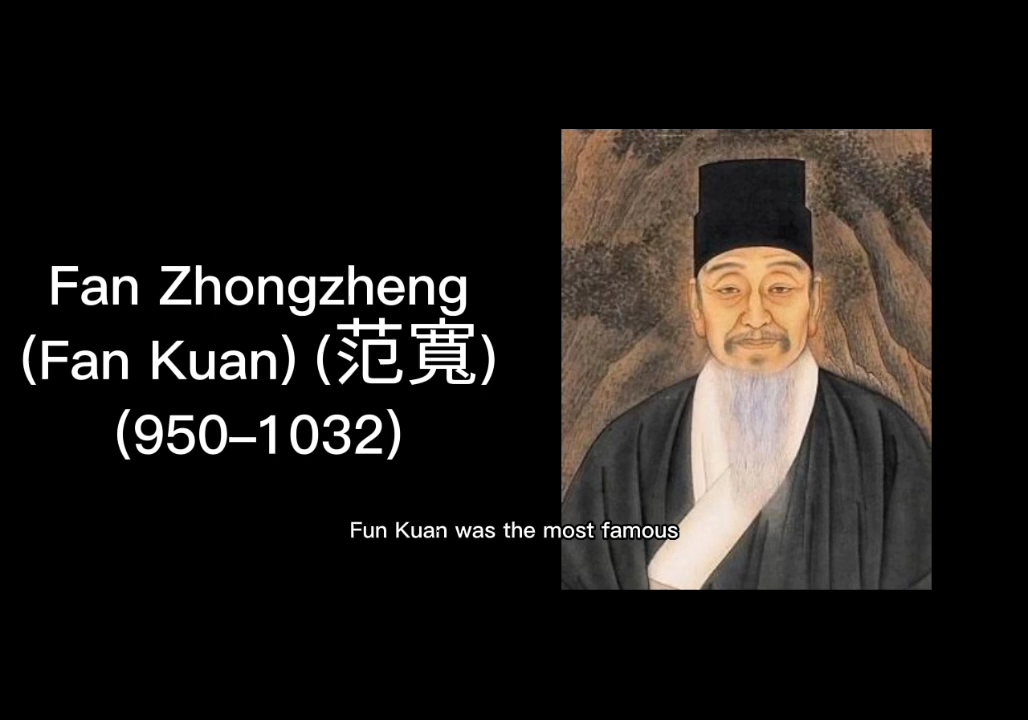 Fan Zhongzheng
(Fan Kuan) (范寬)
(950–1032)
Fun Kuan was the most famous